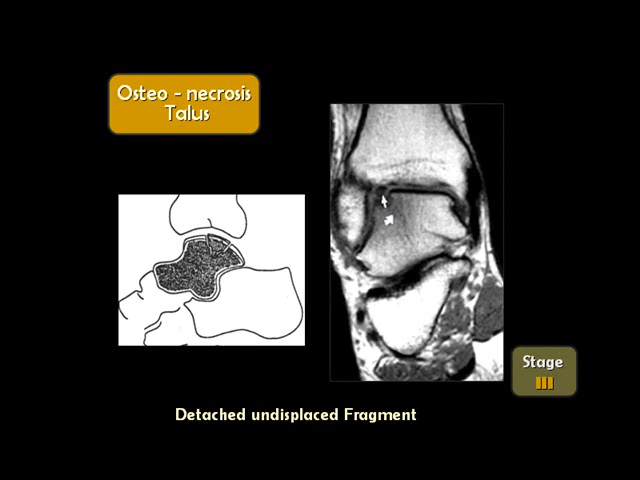 Osteo - necrosis
Talus
Stage
III
Detached undisplaced Fragment